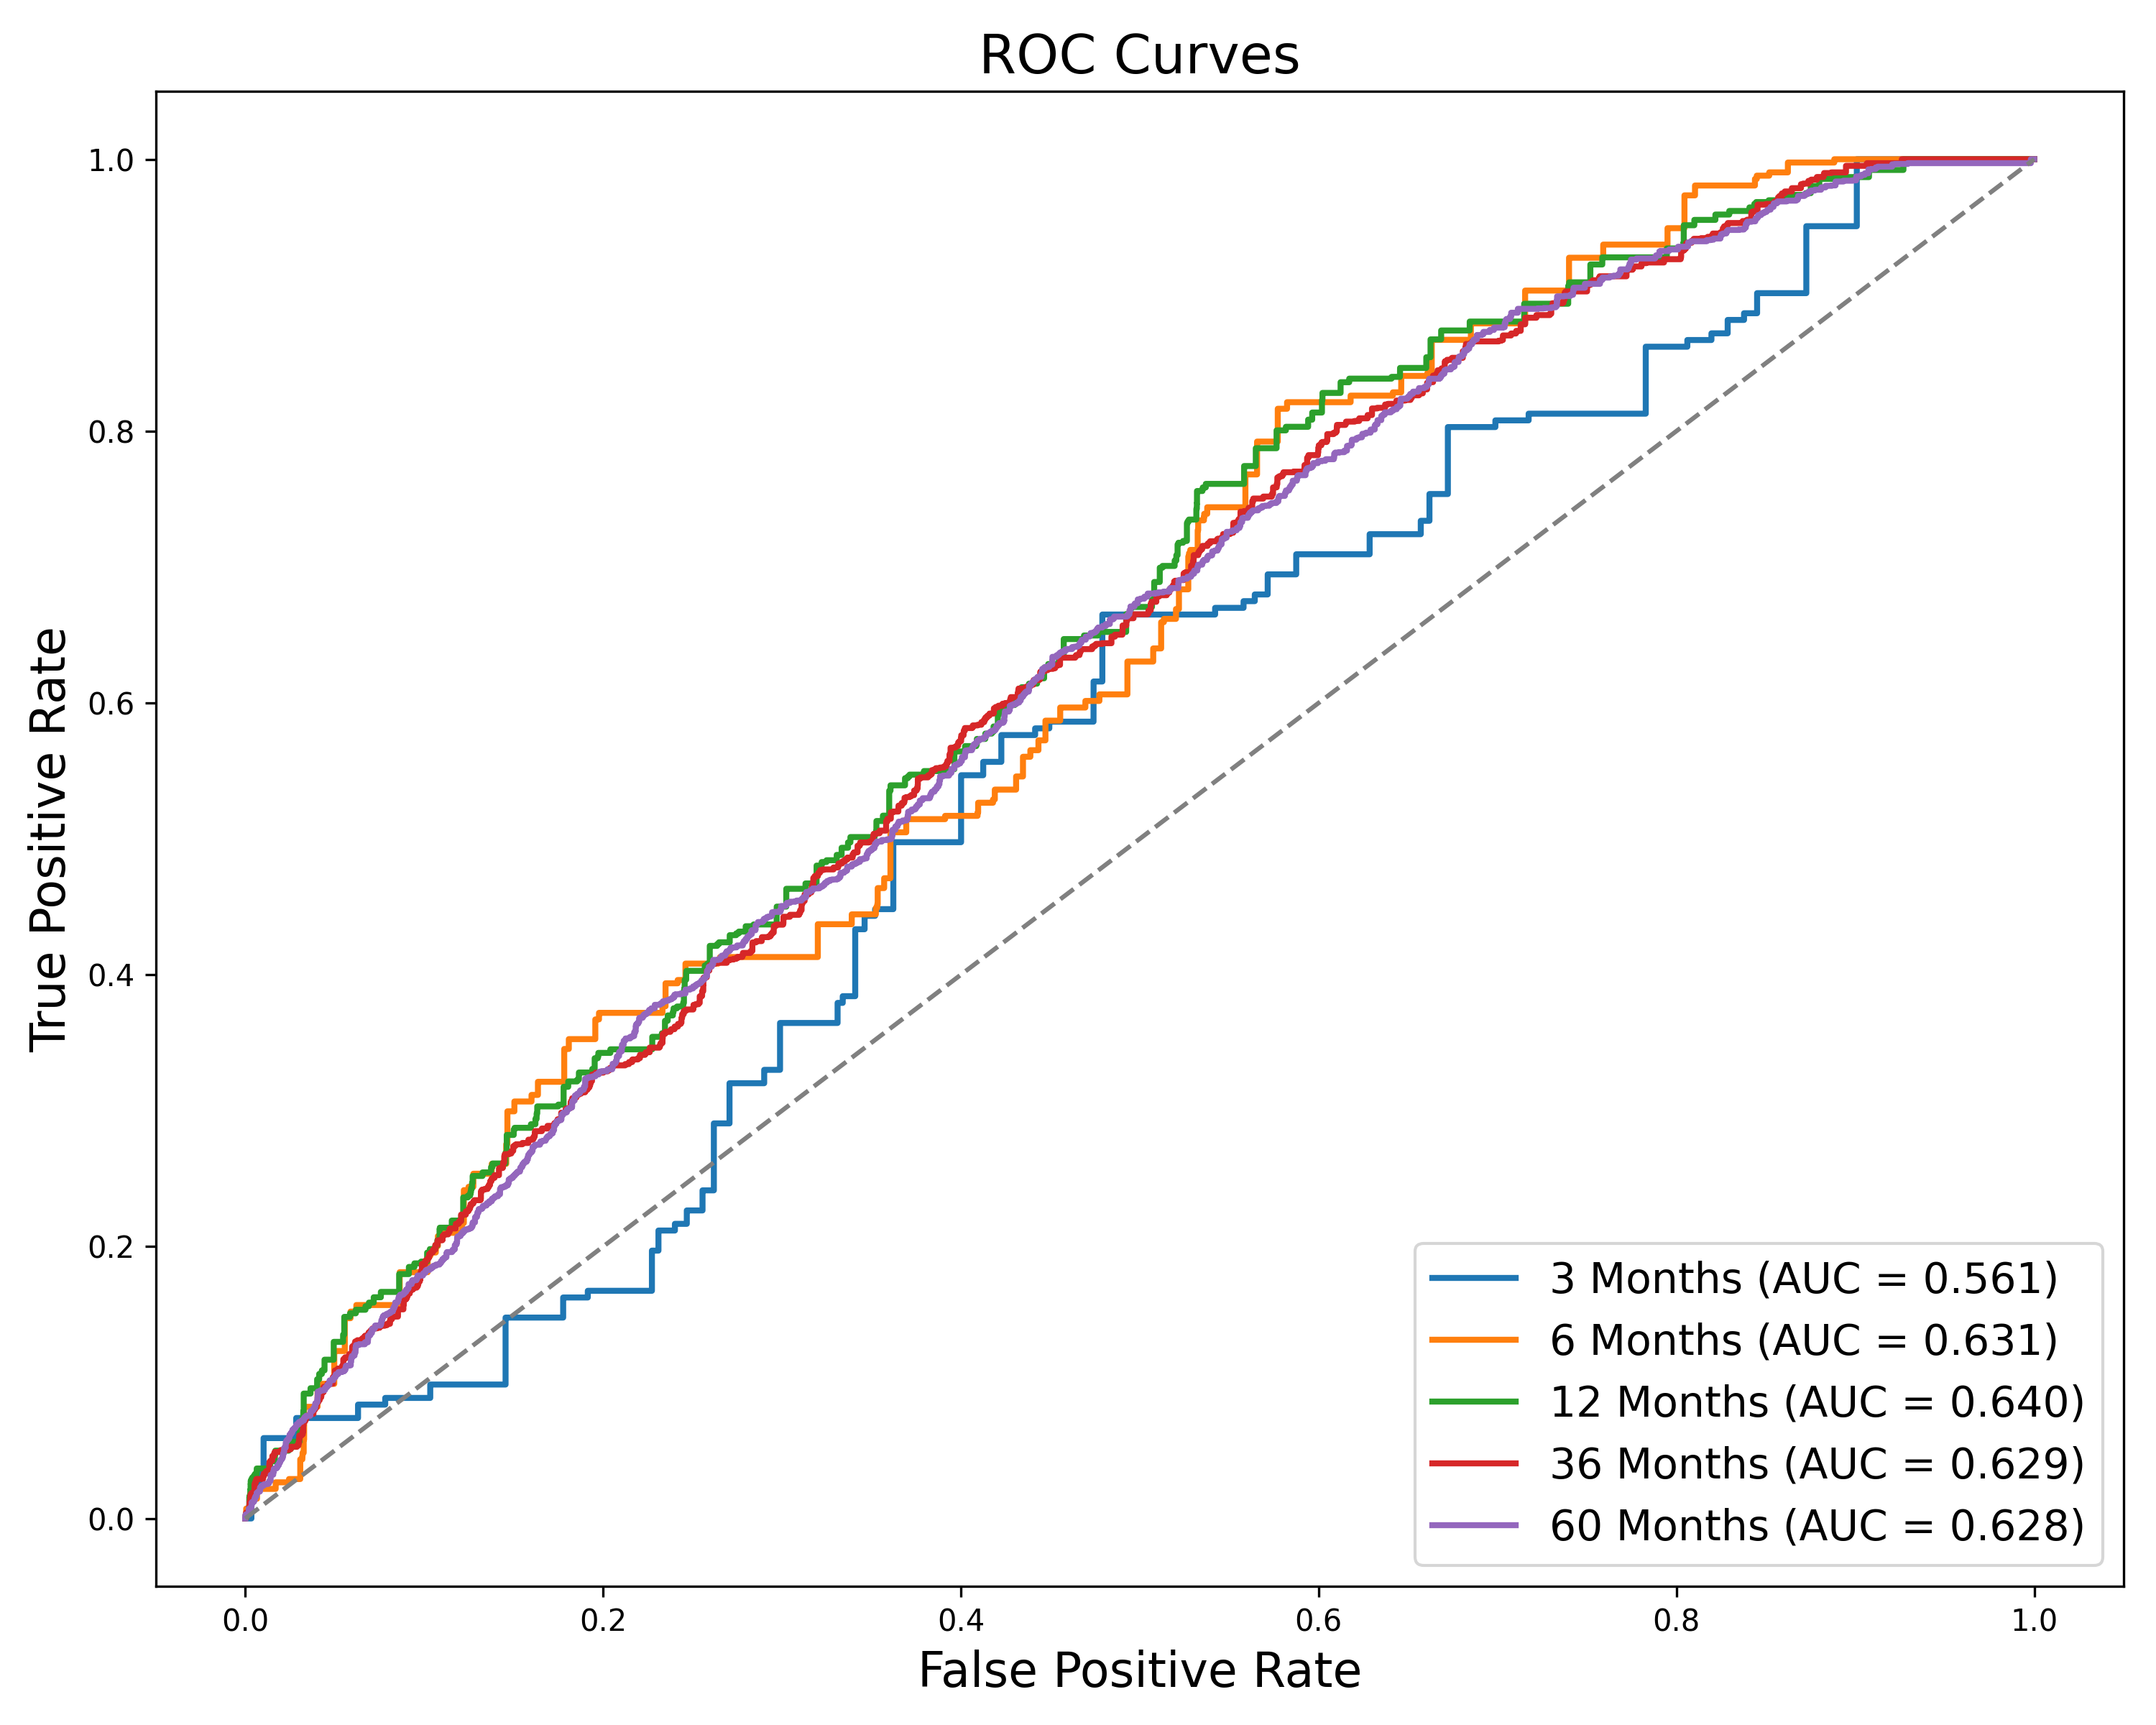 ROC Curves
True Positive Rate
1.0
0.8
0.6
0.4
0.2
0.0
3 Months (AUC = 0.561)
6 Months (AUC = 0.631)
12 Months (AUC = 0.640)
36 Months (AUC = 0.629)
60 Months (AUC = 0.628)
0.0 0.2 0.4 0.6 0.8 1.0
False Positive Rate